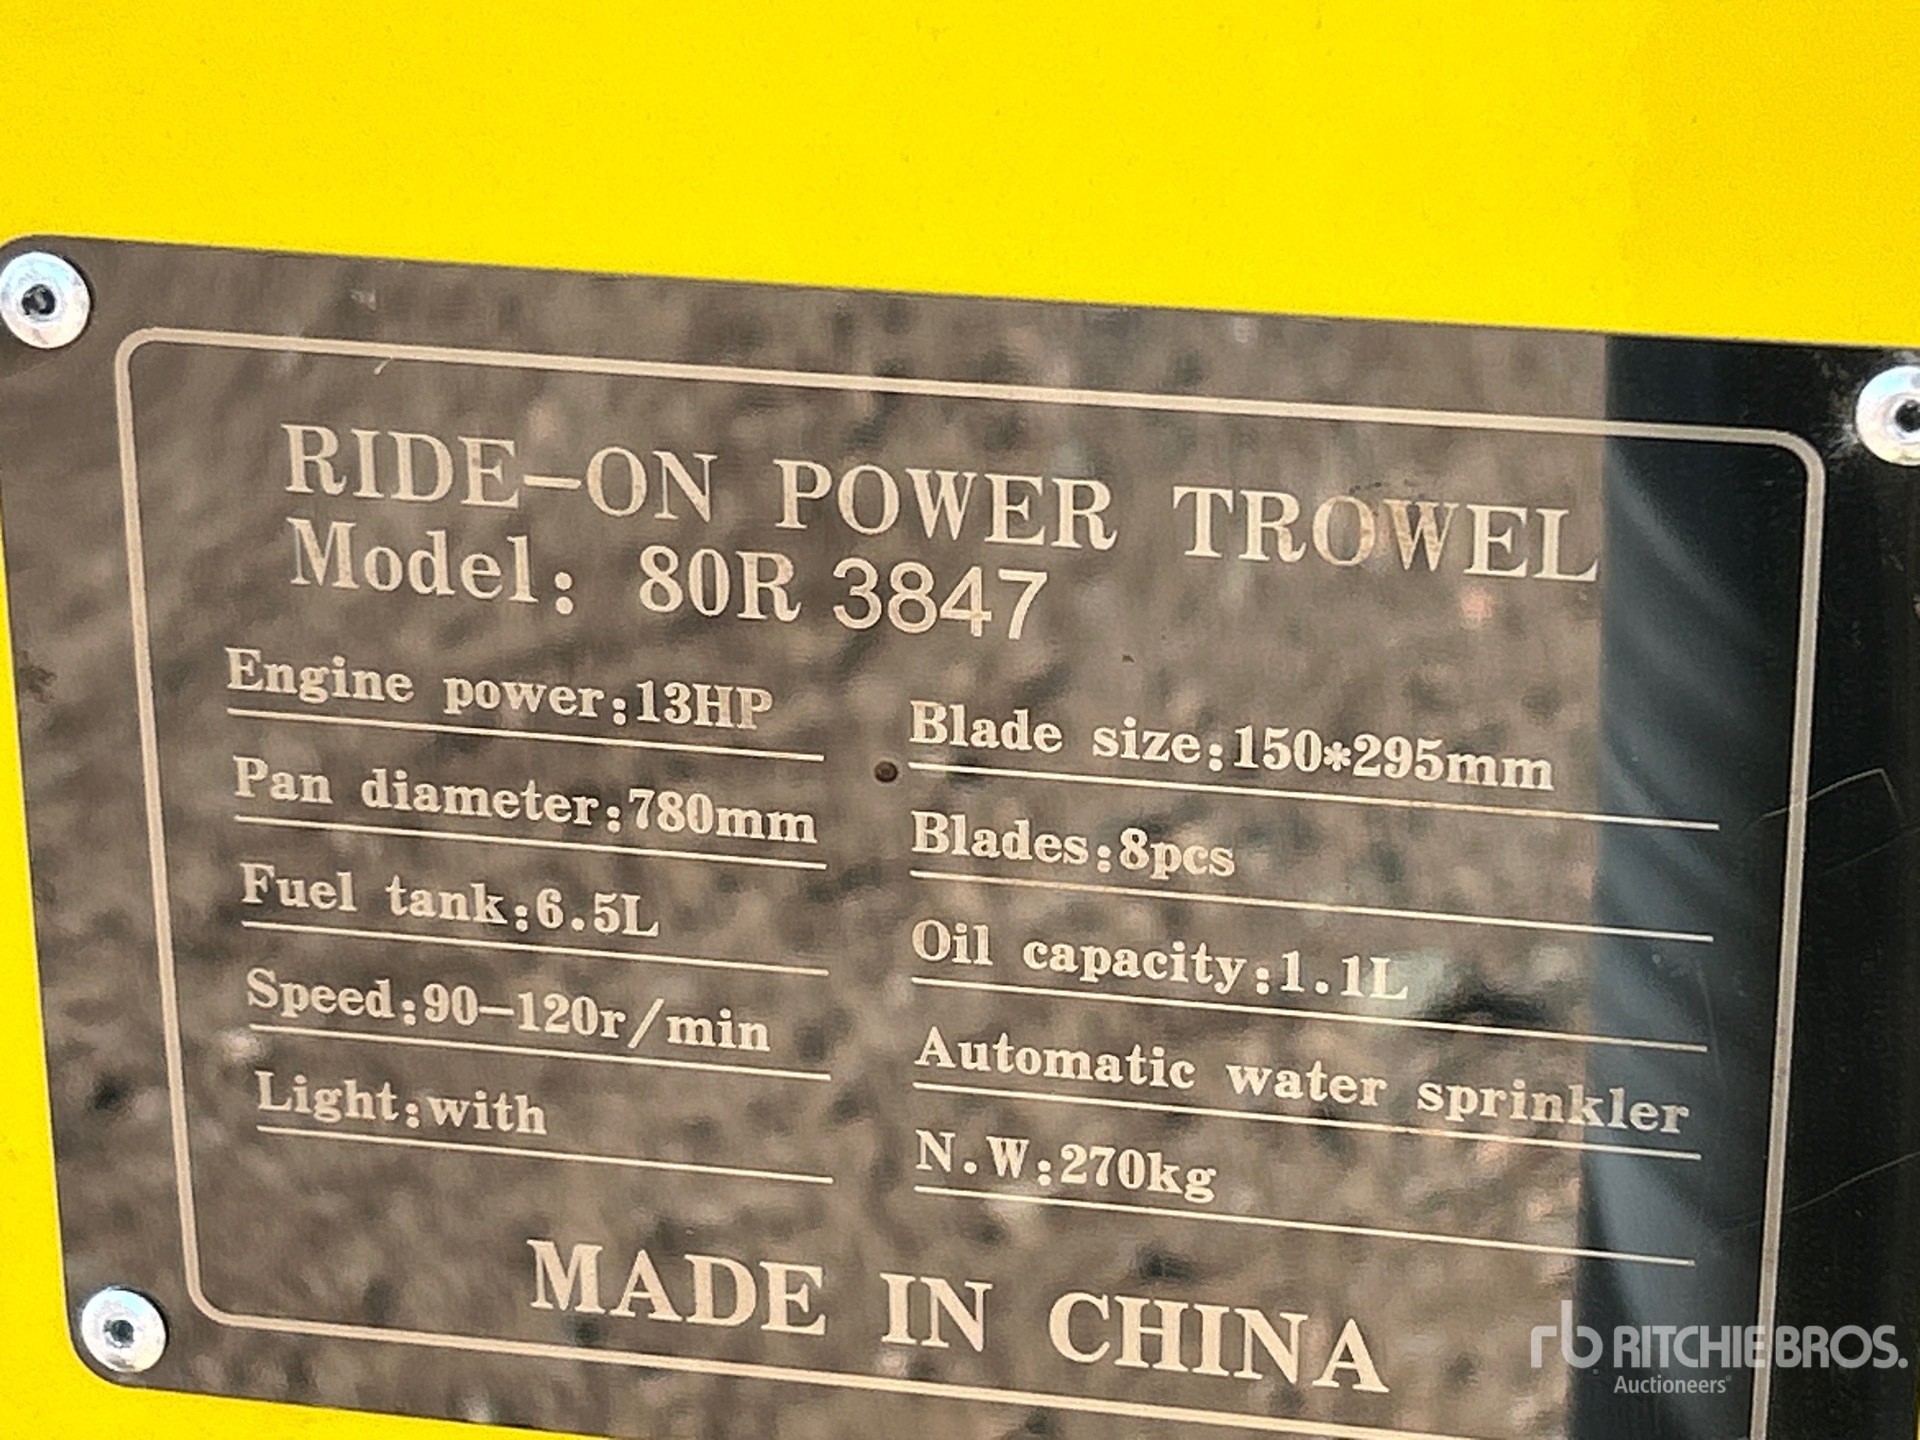 RIDE-ON POWER TROWEL
Model: 80R 3847
Engine power:13HP
Pan diameter:780mm
Fuel tank:6.5L
Speed:90-120r/min
Light:with
Blade size:150*295mm
Blades:8pcs
Oil capacity:1.1L
Automatic water sprinkler
N.W:270kg
MADE IN CHINA
rb RITCHIE BROS.
Auctioneers